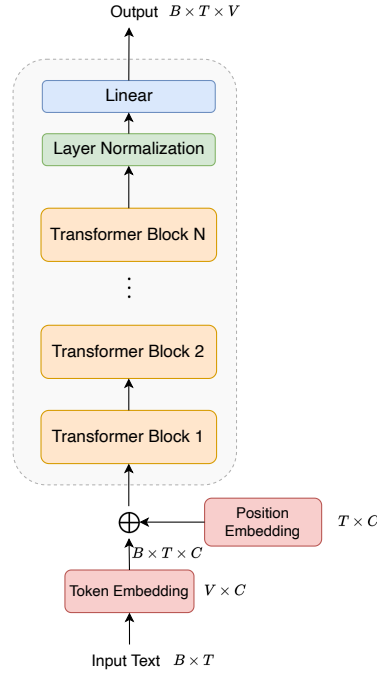 Output B × T × V
Linear
Layer Normalization
Transformer Block N
⋮
Transformer Block 2
Transformer Block 1
Position
Embedding
T × C
B × T × C
Token Embedding V × C
Input Text B × T